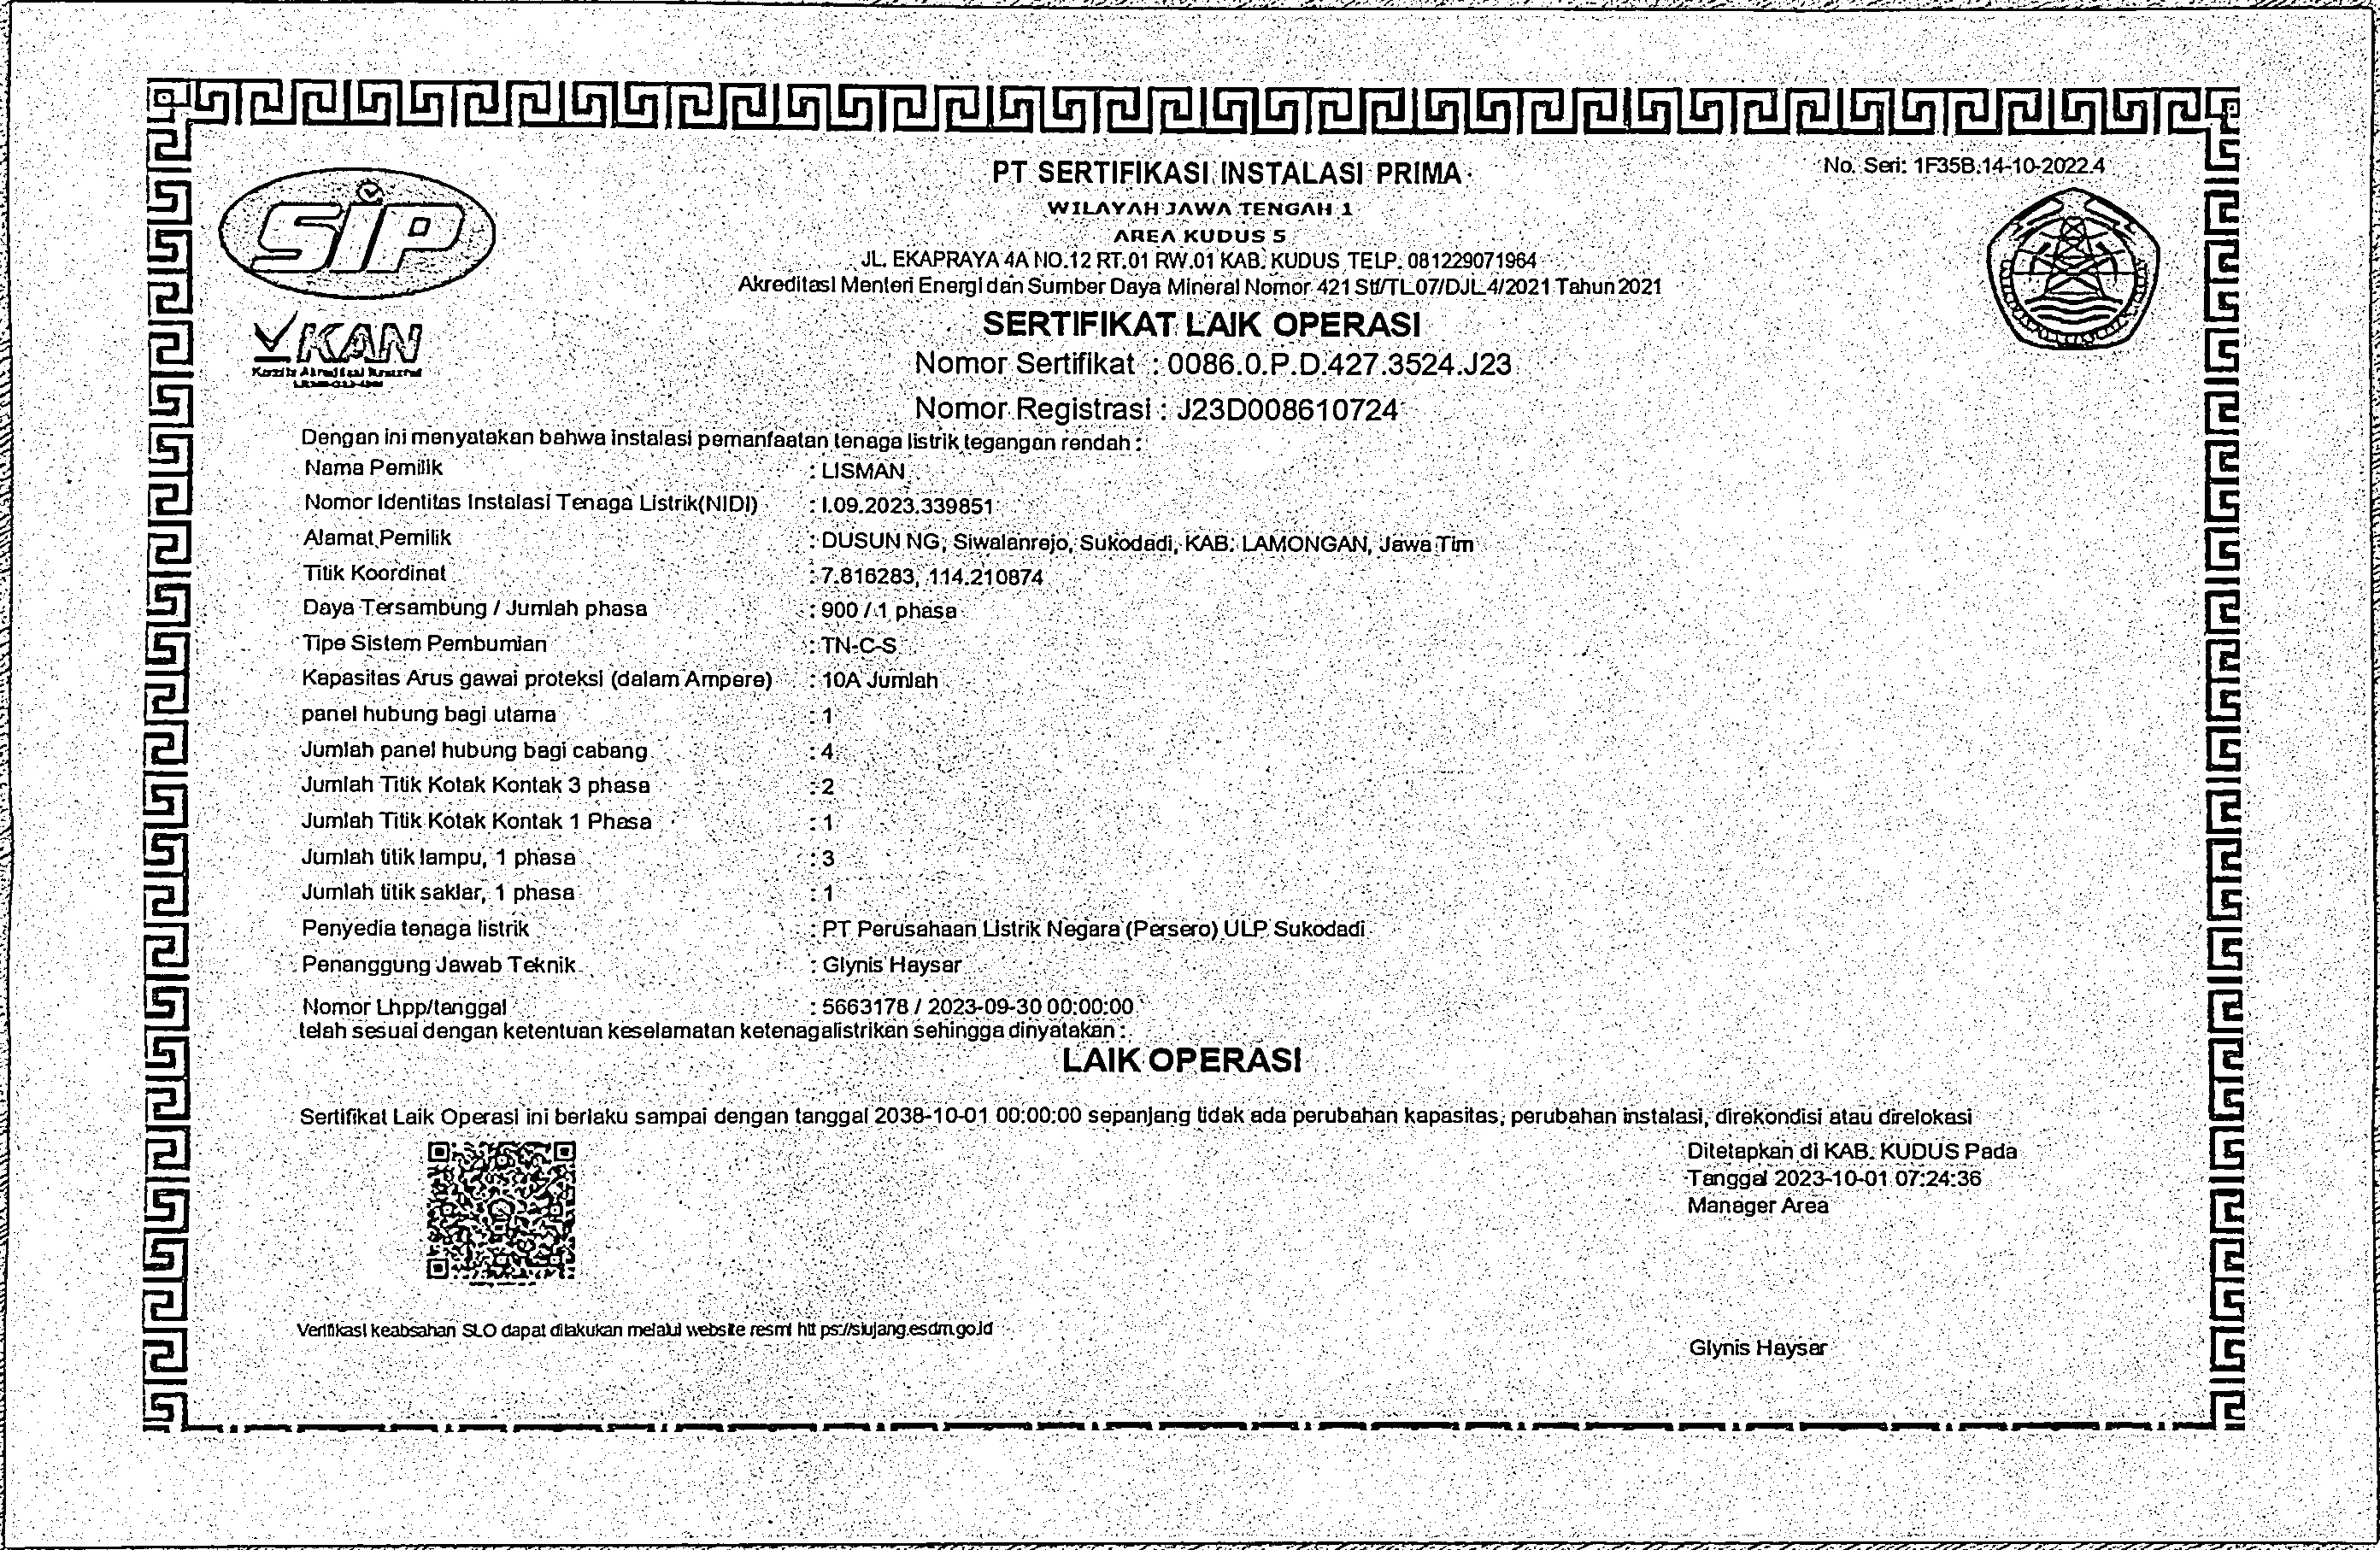 PT SERTIFIKASI INSTALASI PRIMA
No. Seri: 1F35B.14-10-2022.4
WILAYAH JAWA TENGAH 1
AREA KUDUS 5
SIP
JL. EKAPRAYA 4A NO.12 RT.01 RW.01 KAB. KUDUS TELP. 081229071964
Akreditasi Menteri Energi dan Sumber Daya Mineral Nomor 421 Stf/TL.07/DJL.4/2021 Tahun 2021
SERTIFIKAT LAIK OPERASI
KAN
Komite Akreditasi Nasional
Nomor Sertifikat : 0086.0.P.D.427.3524.J23
Nomor Registrasi : J23D008610724
Dengan ini menyatakan bahwa instalasi pemanfaatan tenaga listrik tegangan rendah :
Nama Pemilik : LISMAN
Nomor Identitas Instalasi Tenaga Listrik(NIDI) : I.09.2023.339851
Alamat Pemilik : DUSUN NG, Siwalanrejo, Sukodadi, KAB. LAMONGAN, Jawa Tim
Titik Koordinat : 7.816283, 114.210874
Daya Tersambung / Jumlah phasa : 900 / 1 phasa
Tipe Sistem Pembumian : TN-C-S
Kapasitas Arus gawai proteksi (dalam Ampere) : 10A Jumlah
panel hubung bagi utama : 1
Jumlah panel hubung bagi cabang : 4
Jumlah Titik Kotak Kontak 3 phasa : 2
Jumlah Titik Kotak Kontak 1 Phasa : 1
Jumlah titik lampu, 1 phasa : 3
Jumlah titik saklar, 1 phasa : 1
Penyedia tenaga listrik : PT Perusahaan Listrik Negara (Persero) ULP Sukodadi
Penanggung Jawab Teknik : Glynis Haysar
Nomor Lhpp/tanggal : 5663178 / 2023-09-30 00:00:00
telah sesuai dengan ketentuan keselamatan ketenagalistrikan sehingga dinyatakan :
LAIK OPERASI
Sertifikat Laik Operasi ini berlaku sampai dengan tanggal 2038-10-01 00:00:00 sepanjang tidak ada perubahan kapasitas, perubahan instalasi, direkondisi atau direlokasi
Ditetapkan di KAB. KUDUS Pada
Tanggal 2023-10-01 07:24:36
Manager Area
Verifikasi keabsahan SLO dapat dilakukan melalui website resmi htt ps://siujang.esdm.go.id
Glynis Haysar